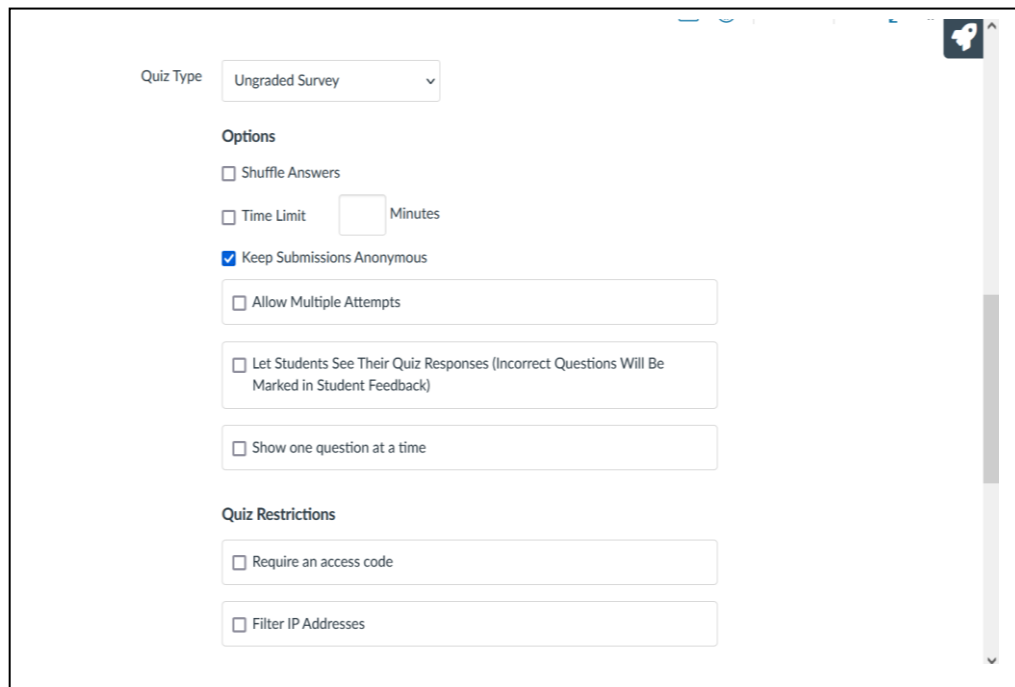 Quiz Type
Ungraded Survey
Options
Shuffle Answers
Time Limit
Minutes
Keep Submissions Anonymous
Allow Multiple Attempts
Let Students See Their Quiz Responses (Incorrect Questions Will Be
Marked in Student Feedback)
Show one question at a time
Quiz Restrictions
Require an access code
Filter IP Addresses